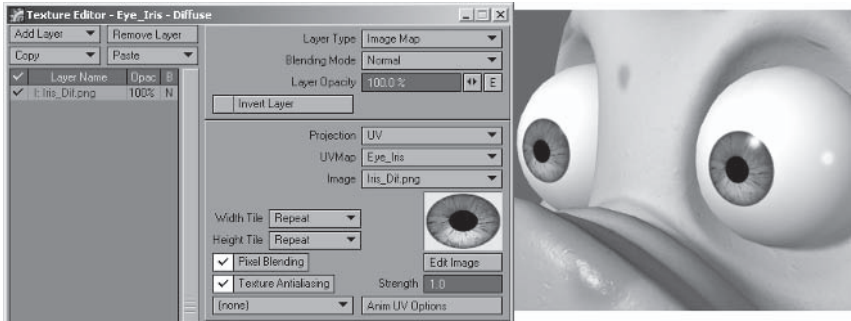 Texture Editor - Eye_Iris - Diffuse
Add Layer
Remove Layer
Copy
Paste
Layer Name Opac B
I: Iris_Dif.png 100% N
Layer Type Image Map
Blending Mode Normal
Layer Opacity 100.0 % E
Invert Layer
Projection UV
UVMap Eye_Iris
Image Iris_Dif.png
Width Tile Repeat
Height Tile Repeat
Pixel Blending
Edit Image
Texture Antialiasing
Strength 1.0
(none)
Anim UV Options